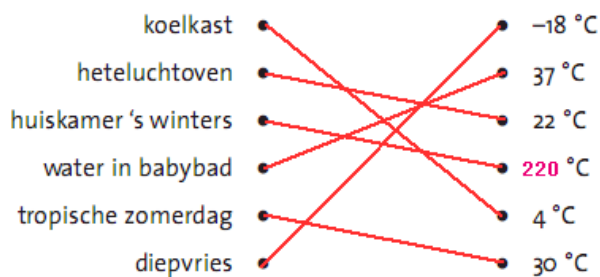 koelkast –18 °C
heteluchtoven 37 °C
huiskamer ‘s winters 22 °C
water in babybad 220 °C
tropische zomerdag 4 °C
diepvries 30 °C